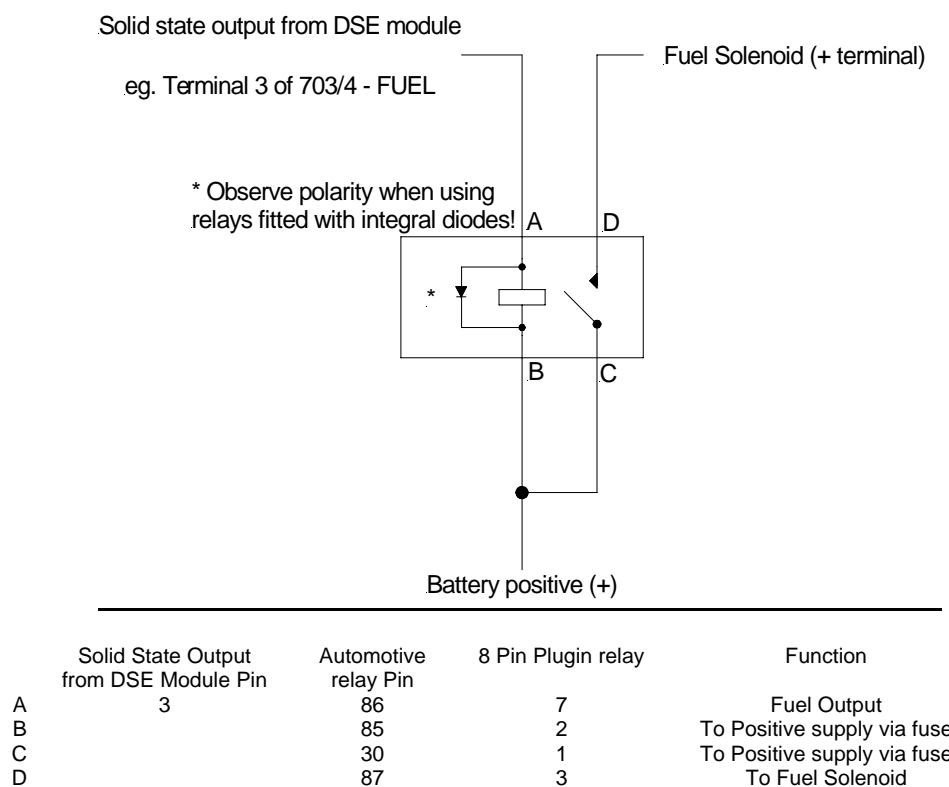 Solid state output from DSE module
Fuel Solenoid (+ terminal)
eg. Terminal 3 of 703/4 - FUEL
* Observe polarity when using
relays fitted with integral diodes!
A D
*
B C
Battery positive (+)
Solid State Output Automotive 8 Pin Plugin relay Function
from DSE Module Pin relay Pin
A 3 86 7 Fuel Output
B 85 2 To Positive supply via fuse
C 30 1 To Positive supply via fuse
D 87 3 To Fuel Solenoid